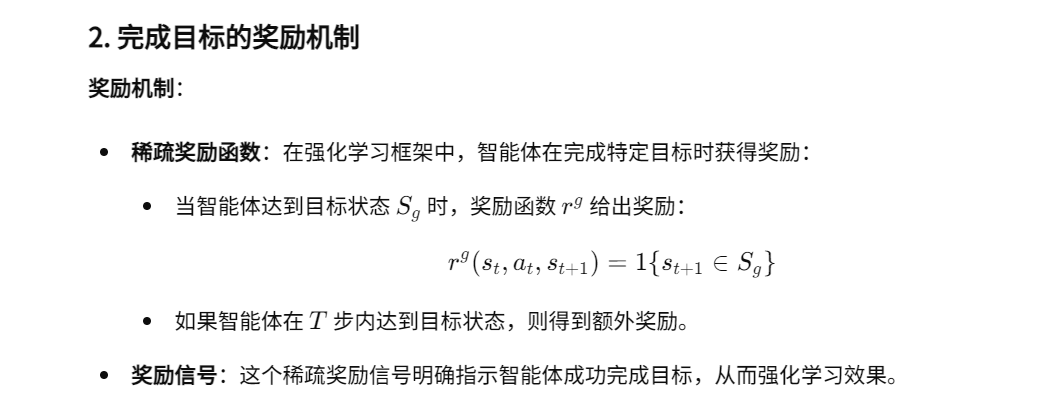 2. 完成目标的奖励机制
奖励机制：
• 稀疏奖励函数：在强化学习框架中，智能体在完成特定目标时获得奖励：
• 当智能体达到目标状态 S_g 时，奖励函数 r^g 给出奖励：
r^g(s_t, a_t, s_{t+1}) = 1{s_{t+1} ∈ S_g}
• 如果智能体在 T 步内达到目标状态，则得到额外奖励。
• 奖励信号：这个稀疏奖励信号明确指示智能体成功完成目标，从而强化学习效果。